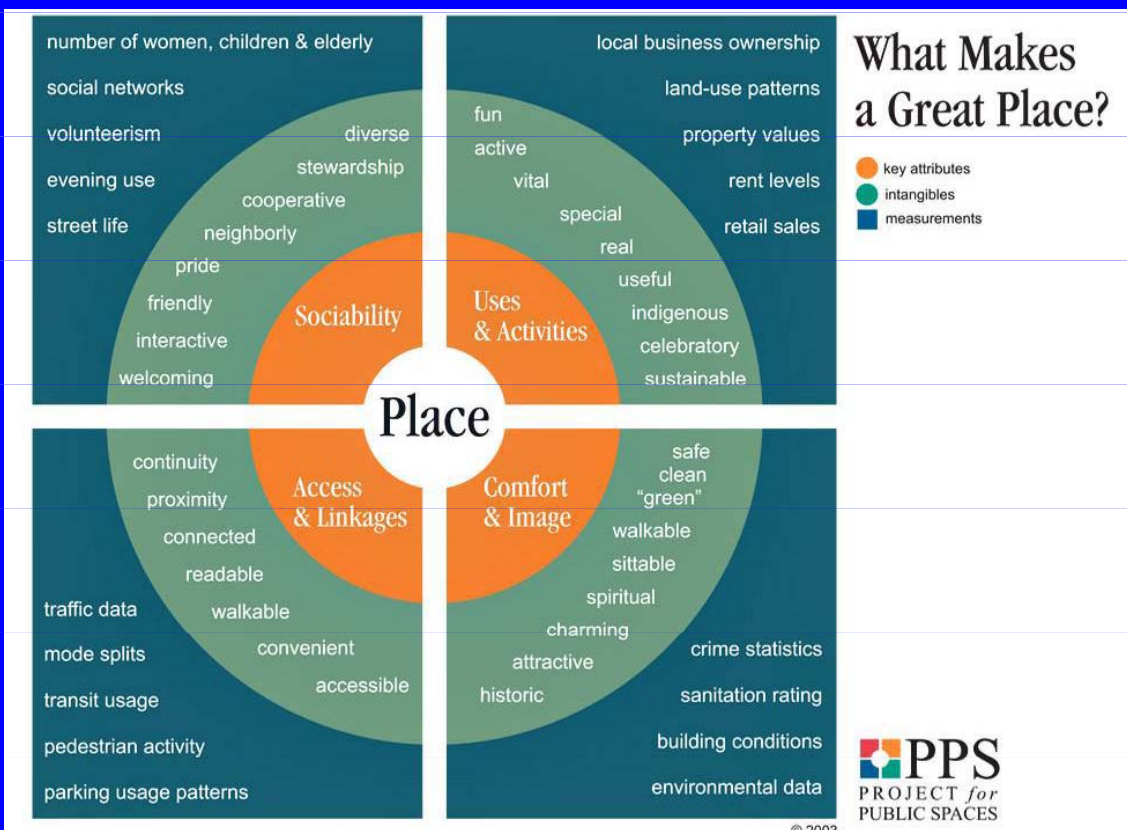 What Makes
a Great Place?
key attributes
intangibles
measurements
number of women, children & elderly
social networks
volunteerism
evening use
street life
diverse
stewardship
cooperative
neighborly
pride
friendly
interactive
welcoming
Sociability
local business ownership
land-use patterns
property values
rent levels
retail sales
fun
active
vital
special
real
useful
indigenous
celebratory
sustainable
Uses
& Activities
Place
continuity
proximity
connected
readable
walkable
convenient
accessible
Access
& Linkages
traffic data
mode splits
transit usage
pedestrian activity
parking usage patterns
Comfort
& Image
safe
clean
"green"
walkable
sittable
spiritual
charming
attractive
historic
crime statistics
sanitation rating
building conditions
environmental data
PPS
PROJECT for
PUBLIC SPACES